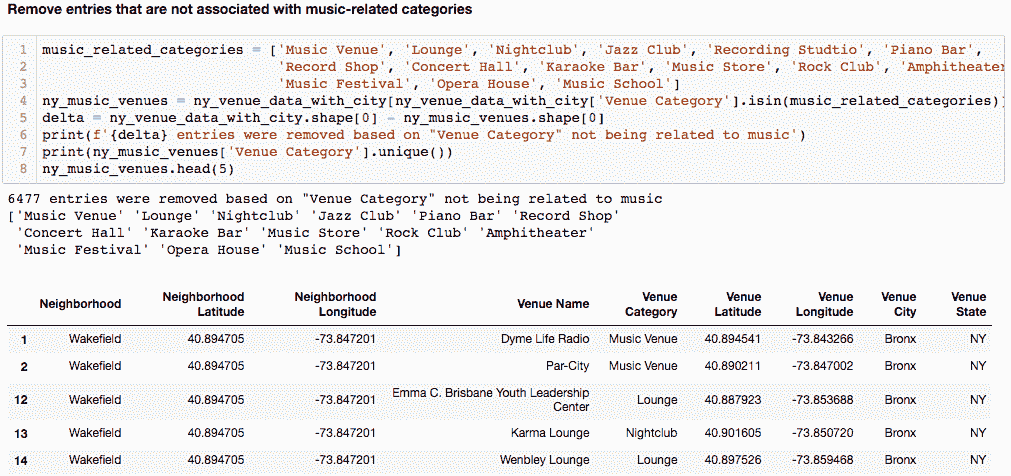 Remove entries that are not associated with music-related categories
1 music_related_categories = ['Music Venue', 'Lounge', 'Nightclub', 'Jazz Club', 'Recording Studtio', 'Piano Bar',
2 'Record Shop', 'Concert Hall', 'Karaoke Bar', 'Music Store', 'Rock Club', 'Amphitheater
3 'Music Festival', 'Opera House', 'Music School']
4 ny_music_venues = ny_venue_data_with_city[ny_venue_data_with_city['Venue Category'].isin(music_related_categories)]
5 delta = ny_venue_data_with_city.shape[0] - ny_music_venues.shape[0]
6 print(f'{delta} entries were removed based on "Venue Category" not being related to music')
7 print(ny_music_venues['Venue Category'].unique())
8 ny_music_venues.head(5)
6477 entries were removed based on "Venue Category" not being related to music
['Music Venue' 'Lounge' 'Nightclub' 'Jazz Club' 'Piano Bar' 'Record Shop'
'Concert Hall' 'Karaoke Bar' 'Music Store' 'Rock Club' 'Amphitheater'
'Music Festival' 'Opera House' 'Music School']
Neighborhood Neighborhood Latitude Neighborhood Longitude Venue Name Venue Category Venue Latitude Venue Longitude Venue City Venue State
1 Wakefield 40.894705 -73.847201 Dyme Life Radio Music Venue 40.894541 -73.843266 Bronx NY
2 Wakefield 40.894705 -73.847201 Par-City Music Venue 40.890211 -73.847002 Bronx NY
12 Wakefield 40.894705 -73.847201 Emma C. Brisbane Youth Leadership Center Lounge 40.887923 -73.853688 Bronx NY
13 Wakefield 40.894705 -73.847201 Karma Lounge Nightclub 40.901605 -73.850720 Bronx NY
14 Wakefield 40.894705 -73.847201 Wenbley Lounge Lounge 40.897526 -73.859468 Bronx NY